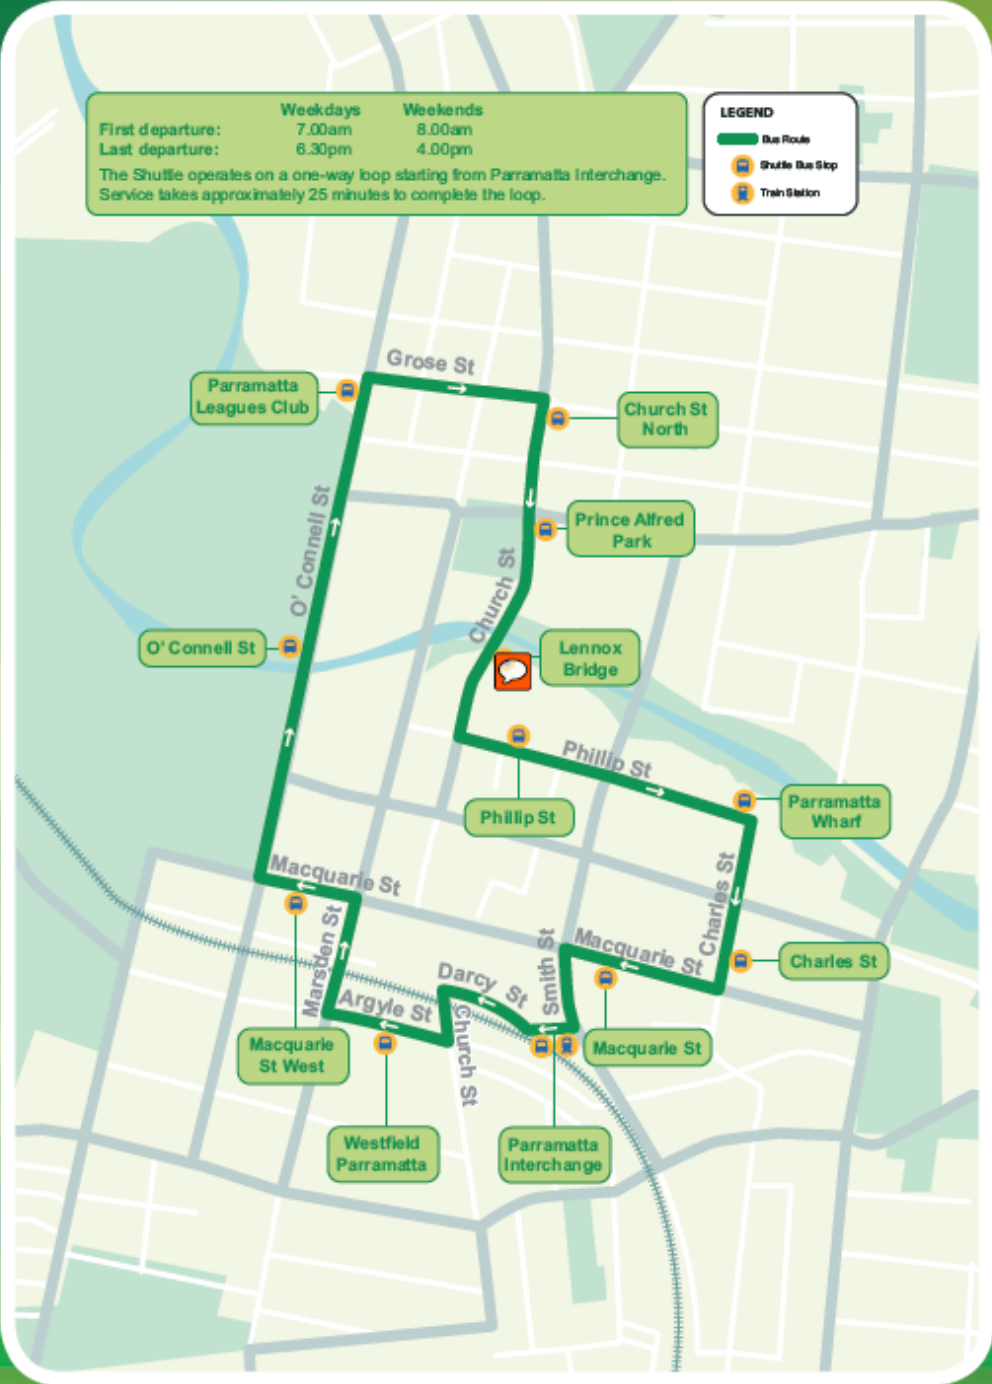 Weekdays Weekends
First departure: 7.00am 8.00am
Last departure: 6.30pm 4.00pm
The Shuttle operates on a one-way loop starting from Parramatta Interchange.
Service takes approximately 25 minutes to complete the loop.
LEGEND
Bus Route
Shuttle Bus Stop
Train Station
Grose St
Parramatta
Leagues Club
Church St
North
O' Connell St
Prince Alfred
Park
Church St
O' Connell St
Lennox
Bridge
Phillip St
Phillip St
Parramatta
Wharf
Macquarie St
Charles St
Marsden St
Smith St
Macquarie St
Charles St
Darcy St
Argyle St
Church St
Macquarie
St West
Macquarie St
Westfield
Parramatta
Parramatta
Interchange